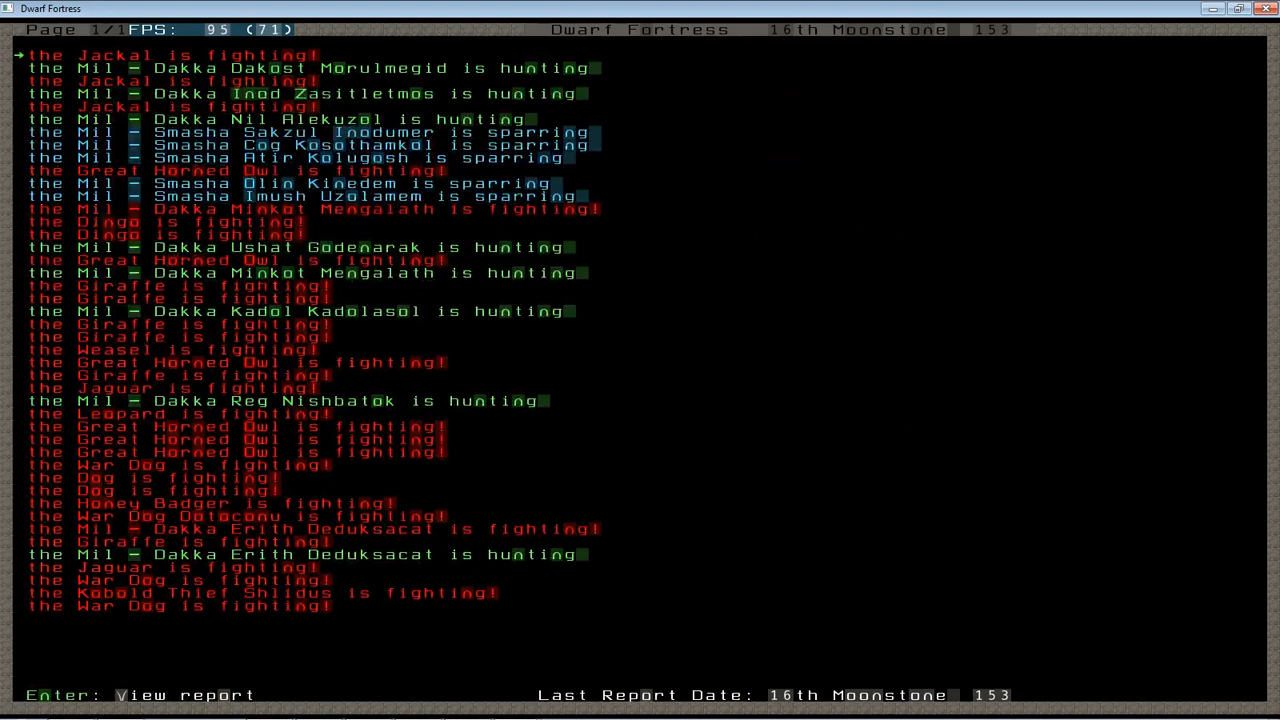 Dwarf Fortress
Page 1/1 FPS: 95 (71) Dwarf Fortress 16th Moonstone 153
the Jackal is fighting!
the Mil - Dakka Dakost Morulmegid is hunting
the Jackal is fighting!
the Mil - Dakka Inod Zasitletmos is hunting
the Jackal is fighting!
the Mil - Dakka Nil Alekuzol is hunting
the Mil - Smasha Sakzul Inodumer is sparring
the Mil - Smasha Cog Kosothamkol is sparring
the Mil - Smasha Atir Kolugosh is sparring
the Great Horned Owl is fighting!
the Mil - Smasha Olin Kinedem is sparring
the Mil - Smasha Imush Uzolamem is sparring
the Mil - Dakka Minkot Mengalath is fighting!
the Dingo is fighting!
the Dingo is fighting!
the Mil - Dakka Ushat Godenarak is hunting
the Great Horned Owl is fighting!
the Mil - Dakka Minkot Mengalath is hunting
the Giraffe is fighting!
the Giraffe is fighting!
the Mil - Dakka Kadol Kadolasol is hunting
the Giraffe is fighting!
the Giraffe is fighting!
the Weasel is fighting!
the Great Horned Owl is fighting!
the Giraffe is fighting!
the Jaguar is fighting!
the Mil - Dakka Reg Nishbatok is hunting
the Leopard is fighting!
the Great Horned Owl is fighting!
the Great Horned Owl is fighting!
the Great Horned Owl is fighting!
the War Dog is fighting!
the Dog is fighting!
the Dog is fighting!
the Honey Badger is fighting!
the War Dog Ootoconu is fighting!
the Mil - Dakka Erith Deduksacat is fighting!
the Giraffe is fighting!
the Mil - Dakka Erith Deduksacat is hunting
the Jaguar is fighting!
the War Dog is fighting!
the Kobold Thief Shlidus is fighting!
the War Dog is fighting!
Enter: View report Last Report Date: 16th Moonstone 153